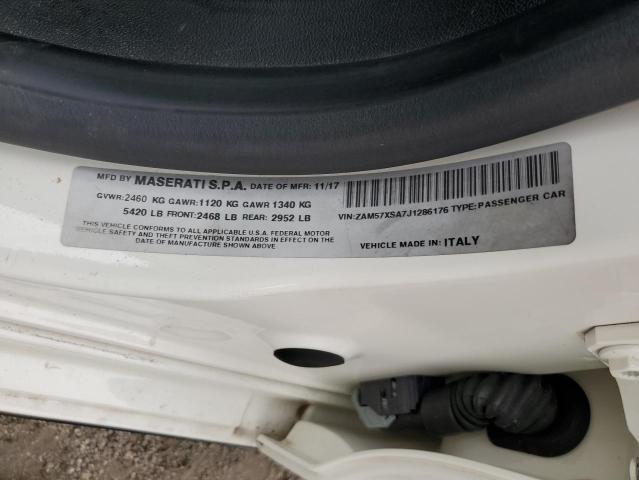 MFD BY MASERATI S.P.A. DATE OF MFR: 11/17
GVWR:2460 KG GAWR:1120 KG GAWR 1340 KG
5420 LB FRONT:2468 LB REAR: 2952 LB
THIS VEHICLE CONFORMS TO ALL APPLICABLE U.S.A. FEDERAL MOTOR
VEHICLE SAFETY AND THEFT PREVENTION STANDARDS IN EFFECT ON THE
DATE OF MANUFACTURE SHOWN ABOVE
VIN:ZAM57XSA7J1286176 TYPE:PASSENGER CAR
VEHICLE MADE IN: ITALY